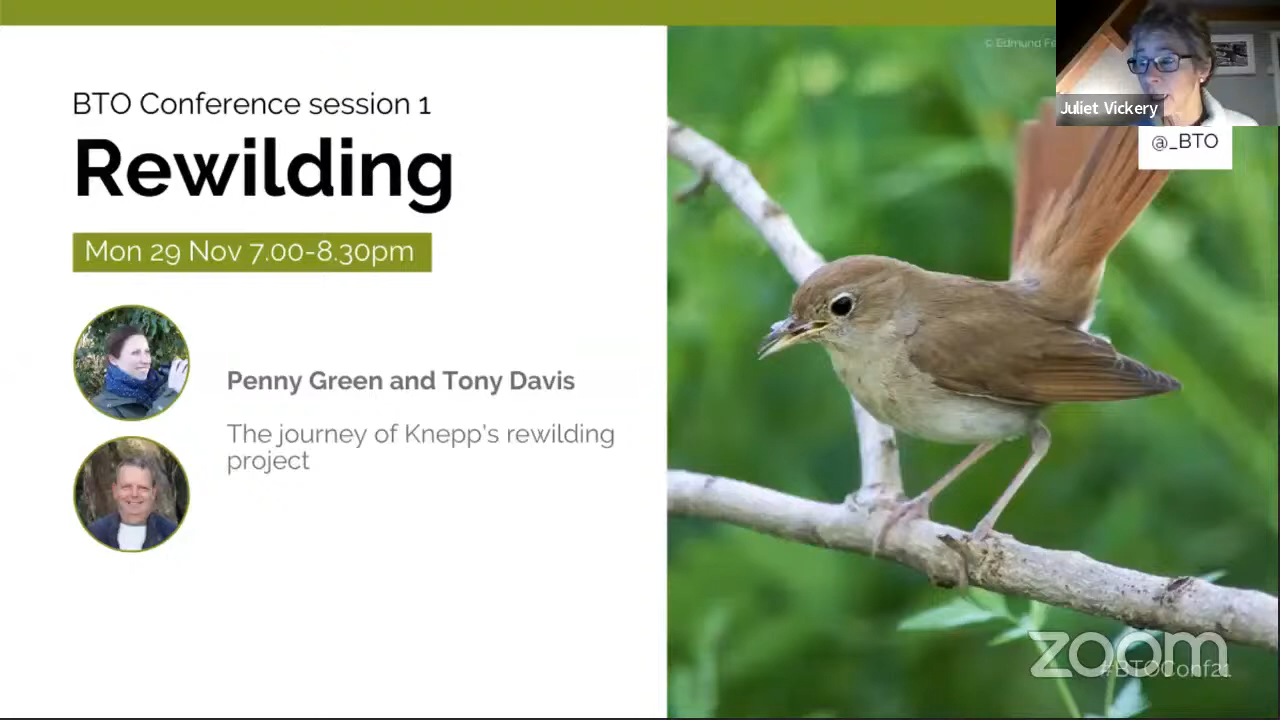 © Edmund
Juliet Vickery
@_BTO
BTO Conference session 1
Rewilding
Mon 29 Nov 7.00-8.30pm
Penny Green and Tony Davis
The journey of Knepp's rewilding
project
zoom
#BTOConf21